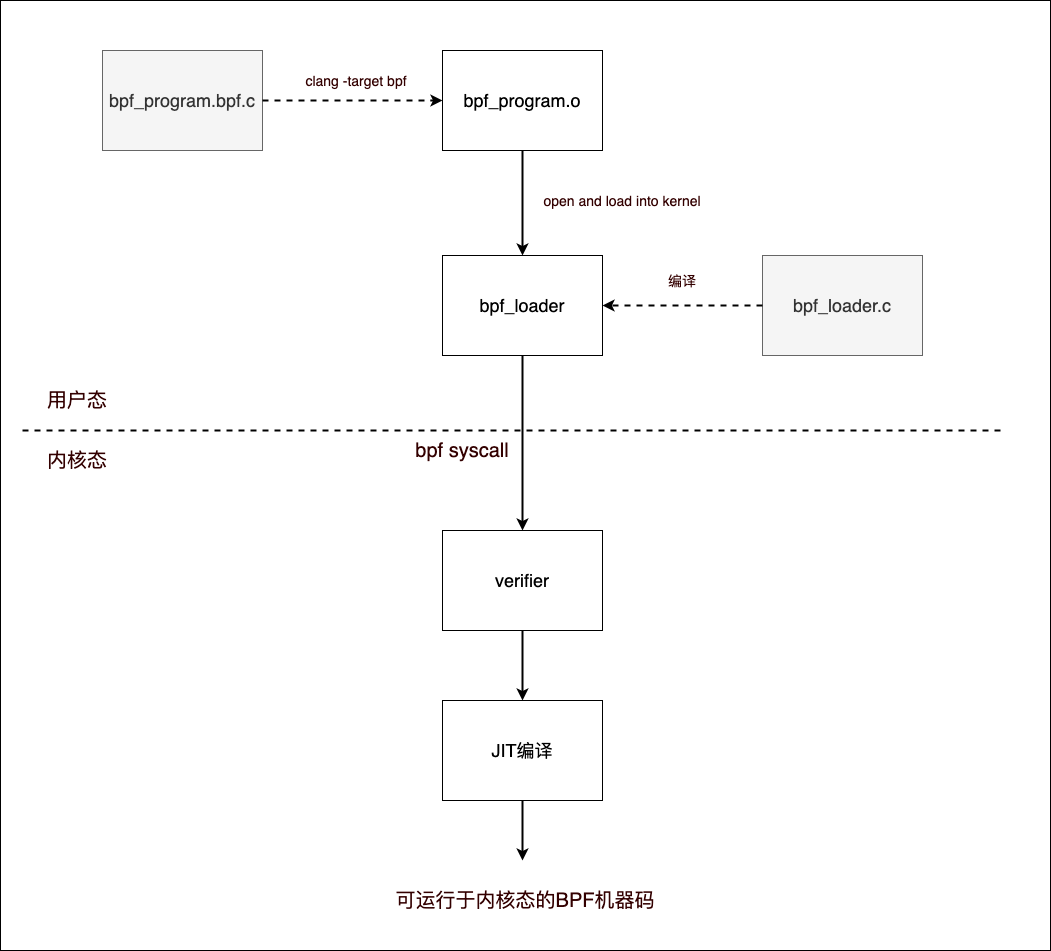 clang -target bpf
bpf_program.bpf.c
bpf_program.o
open and load into kernel
编译
bpf_loader
bpf_loader.c
用户态
bpf syscall
内核态
verifier
JIT编译
可运行于内核态的BPF机器码